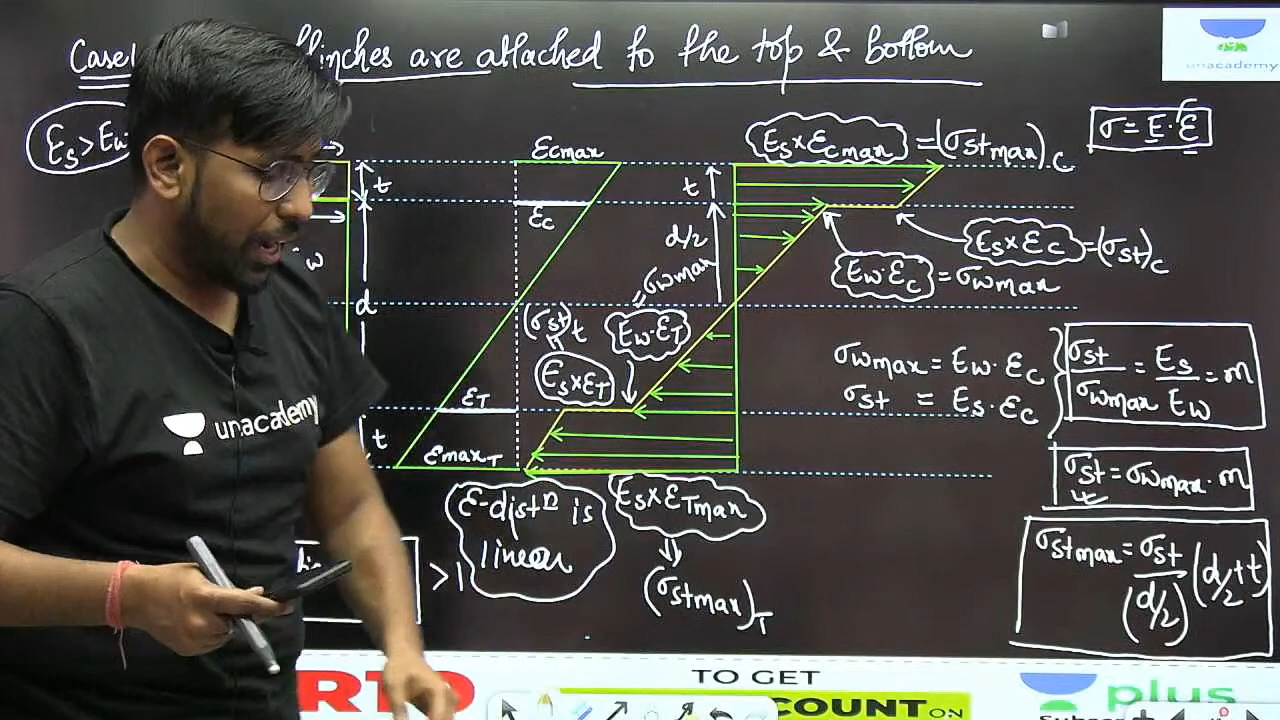 Case flinches are attached to the top & bottom
unacademy
Es>Ew
t
d
w
t
>1
εcmax
εc
εT
εmaxT
ε-distn is
linear
Es×εcmax = (σstmax)c
t
d/2
Es×εc = (σst)c
Ew·εc = σwmax
σwmax
=
Ew·εT
(σst)t
Es×εT
Es×εTmax
(σstmax)T
σ=E·ε
σwmax = Ew·εc
σst = Es·εc
σst/σwmax = Es/Ew = m
σst = σwmax·m
σstmax = σst/(d/2) (d/2+t)
unacademy
TO GET
COUNT ON
plus